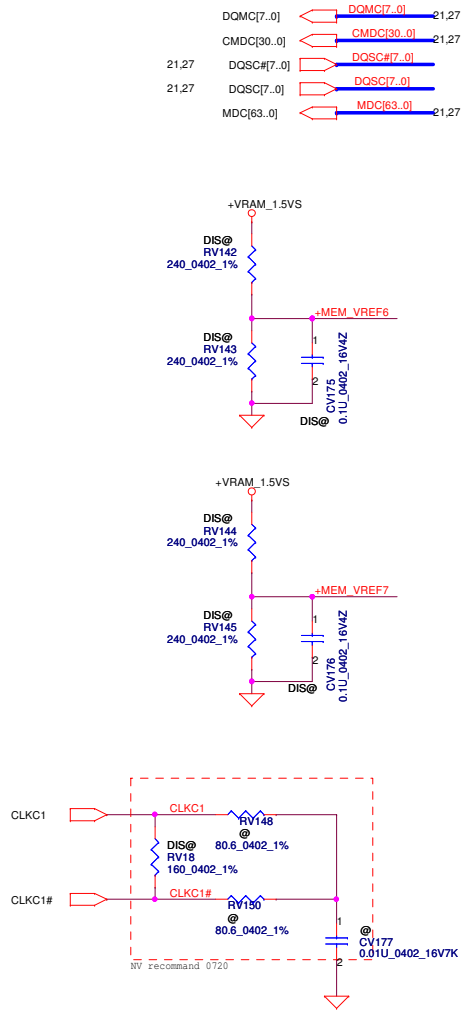 DQMC[7..0] DQMC[7..0] 21,27
CMDC[30..0] CMDC[30..0] 21,27
21,27 DQSC#[7..0] DQSC#[7..0]
21,27 DQSC[7..0] DQSC[7..0]
MDC[63..0] MDC[63..0] 21,27
+VRAM_1.5VS
DIS@
RV142
240_0402_1%
+MEM_VREF6
DIS@
RV143
240_0402_1%
1
2
CV175
0.1U_0402_16V4Z
DIS@
+VRAM_1.5VS
DIS@
RV144
240_0402_1%
+MEM_VREF7
DIS@
RV145
240_0402_1%
1
2
CV176
0.1U_0402_16V4Z
DIS@
CLKC1 CLKC1
RV148
@
80.6_0402_1%
DIS@
RV18
160_0402_1%
CLKC1# CLKC1#
RV150
@
80.6_0402_1%
1
@
CV177
0.01U_0402_16V7K
2
NV recommand 0720